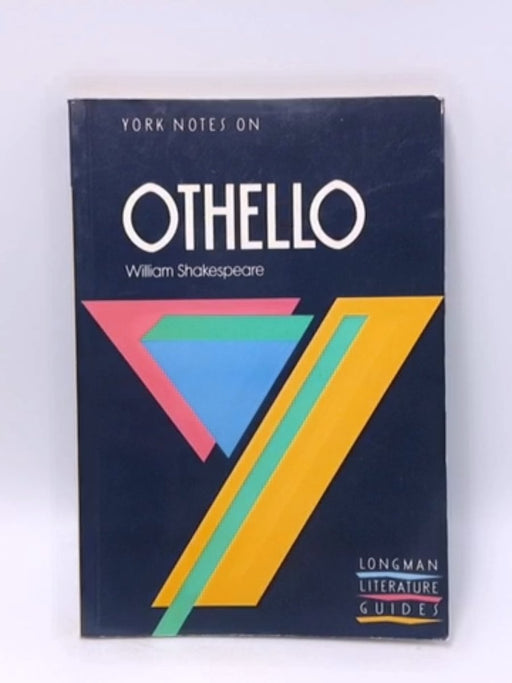 YORK NOTES ON
OTHELLO
William Shakespeare
LONGMAN
LITERATURE
GUIDES